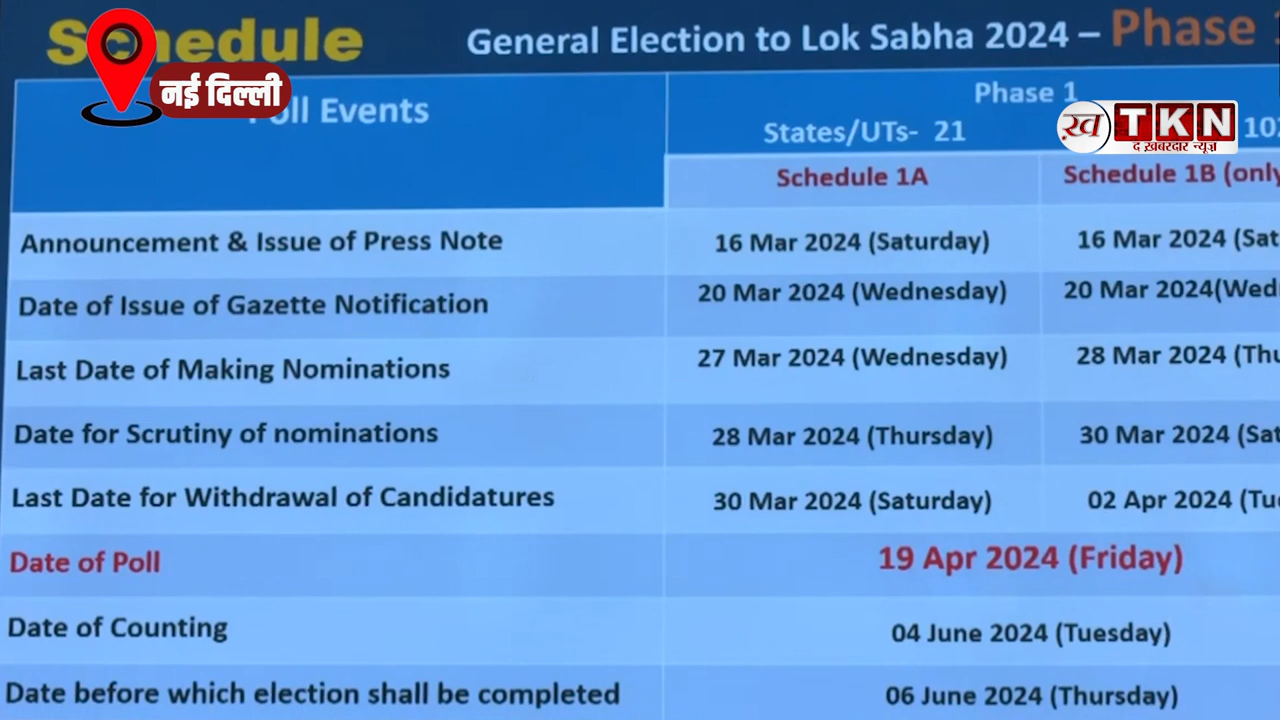 Schedule
General Election to Lok Sabha 2024 – Phase
नई दिल्ली
Poll Events
Phase 1
States/UTs- 21
ख़ TKN
द ख़बरदार न्यूज़
Schedule 1A
Schedule 1B (only
Announcement & Issue of Press Note
16 Mar 2024 (Saturday)
16 Mar 2024 (Sat
Date of Issue of Gazette Notification
20 Mar 2024 (Wednesday)
20 Mar 2024(Wed
Last Date of Making Nominations
27 Mar 2024 (Wednesday)
28 Mar 2024 (Thu
Date for Scrutiny of nominations
28 Mar 2024 (Thursday)
30 Mar 2024 (Sat
Last Date for Withdrawal of Candidatures
30 Mar 2024 (Saturday)
02 Apr 2024 (Tue
Date of Poll
19 Apr 2024 (Friday)
Date of Counting
04 June 2024 (Tuesday)
Date before which election shall be completed
06 June 2024 (Thursday)